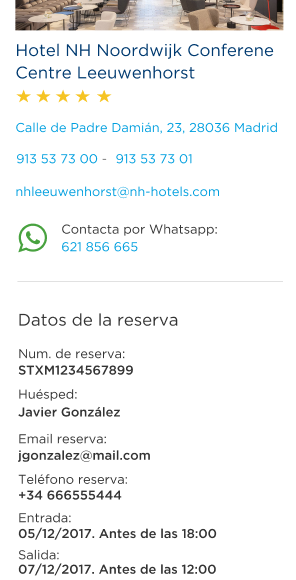 Hotel NH Noordwijk Conferene
Centre Leeuwenhorst
Calle de Padre Damián, 23, 28036 Madrid
913 53 73 00 - 913 53 73 01
nhleeuwenhorst@nh-hotels.com
Contacta por Whatsapp:
621 856 665
Datos de la reserva
Num. de reserva:
STXM1234567899
Huésped:
Javier González
Email reserva:
jgonzalez@mail.com
Teléfono reserva:
+34 666555444
Entrada:
05/12/2017. Antes de las 18:00
Salida:
07/12/2017. Antes de las 12:00